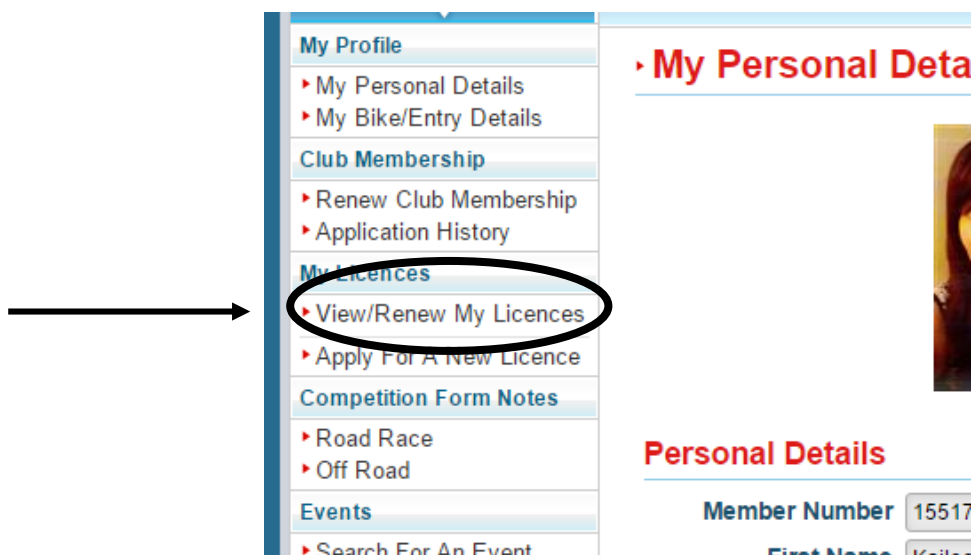 My Profile
My Personal Details
My Bike/Entry Details
Club Membership
Renew Club Membership
Application History
My Licences
View/Renew My Licences
Apply For A New Licence
Competition Form Notes
Road Race
Off Road
Events
Search For An Event
My Personal Deta
Personal Details
Member Number 15517
First Name